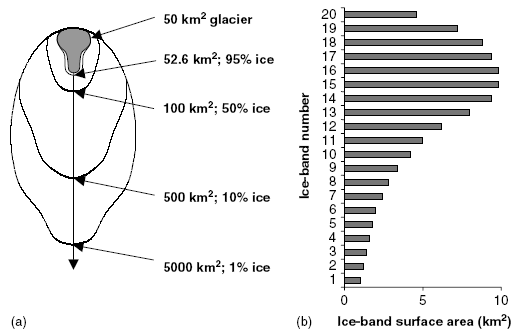 50 km² glacier
52.6 km²; 95% ice
100 km²; 50% ice
500 km²; 10% ice
5000 km²; 1% ice
(a)
Ice-band number
20
19
18
17
16
15
14
13
12
11
10
9
8
7
6
5
4
3
2
1
0
5
10
(b)
Ice-band surface area (km²)